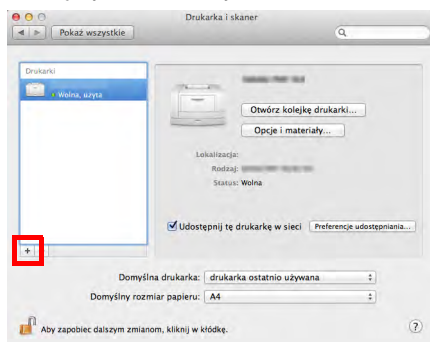 Drukarka i skaner
Pokaż wszystkie
Drukarki
Wolna, użyta
Otwórz kolejkę drukarki...
Opcje i materiały...
Lokalizacja:
Rodzaj:
Status: Wolna
Udostępnij tę drukarkę w sieci
Preferencje udostępniania...
+
Domyślna drukarka: drukarka ostatnio używana
Domyślny rozmiar papieru: A4
Aby zapobiec dalszym zmianom, kliknij w kłódkę.
?